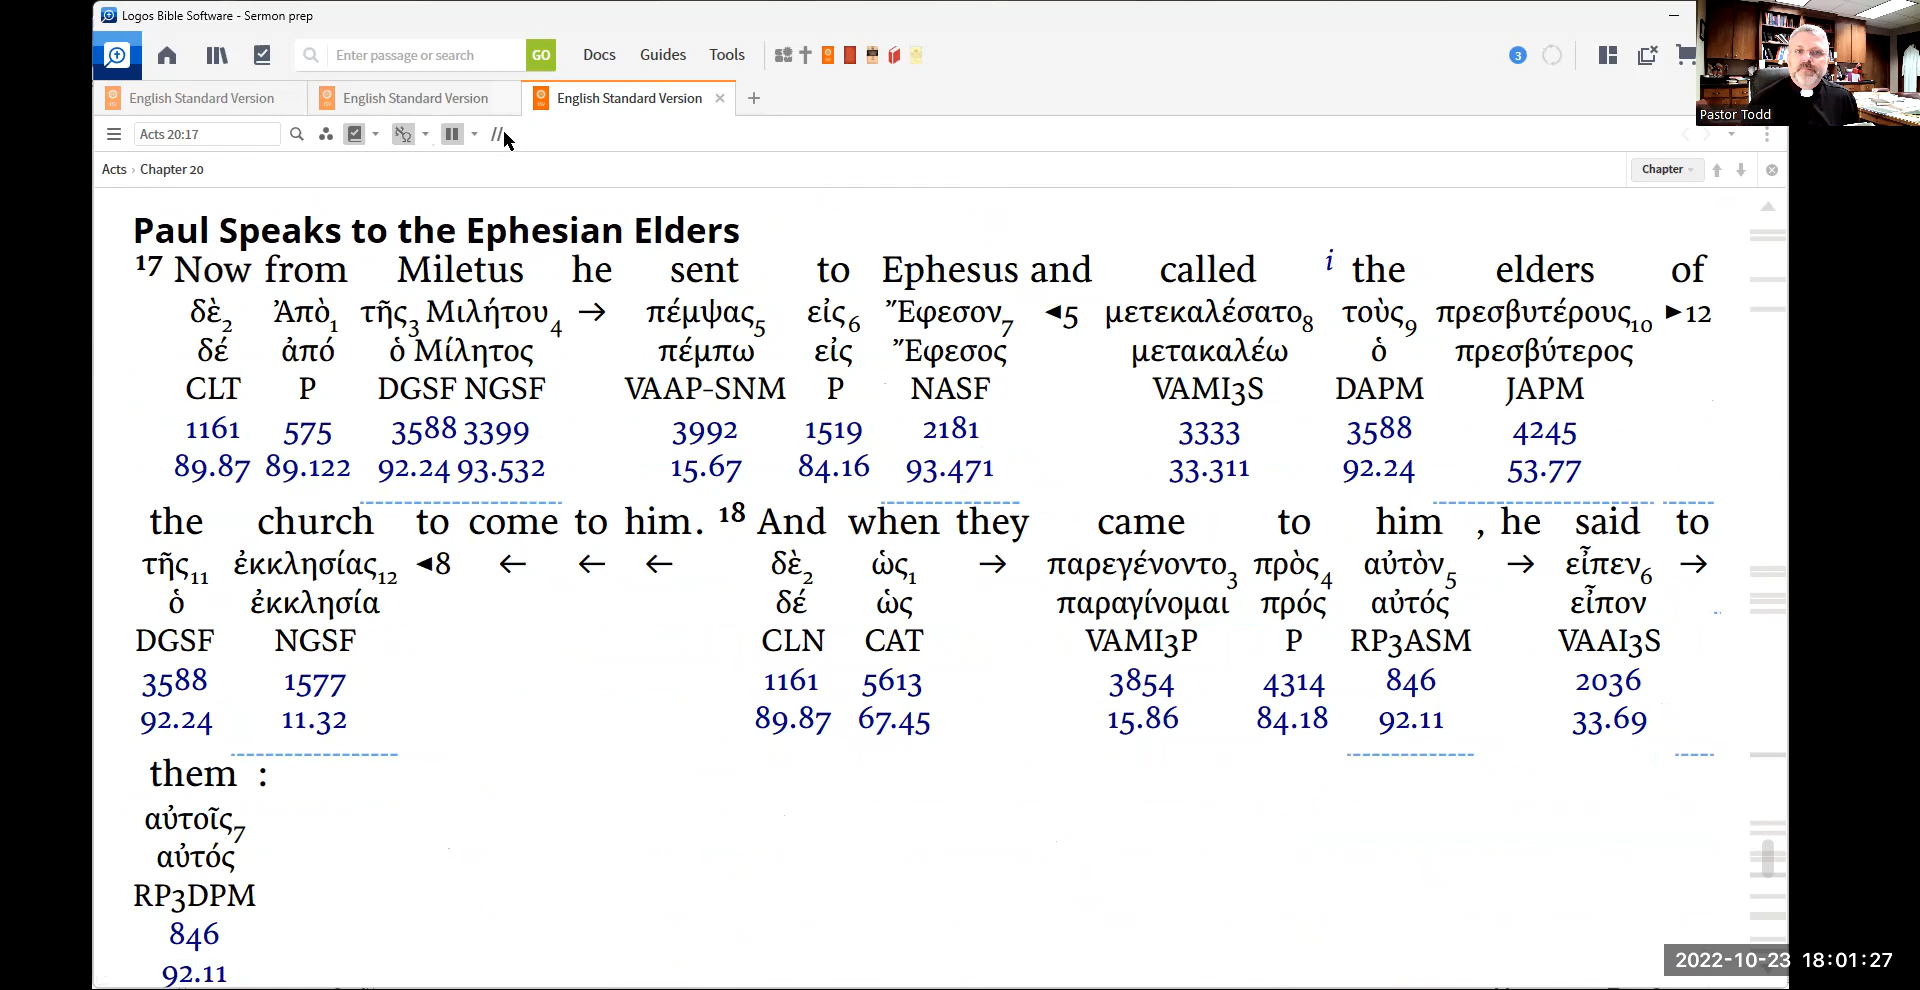 Logos Bible Software - Sermon prep
Enter passage or search GO Docs Guides Tools 3
English Standard Version English Standard Version English Standard Version
Pastor Todd
Acts 20:17
Acts › Chapter 20 Chapter
Paul Speaks to the Ephesian Elders
17 Now from Miletus he sent to Ephesus and called i the elders of
δὲ2 Ἀπὸ1 τῆς3 Μιλήτου4 → πέμψας5 εἰς6 Ἔφεσον7 ◄5 μετεκαλέσατο8 τοὺς9 πρεσβυτέρους10 ►12
δέ ἀπό ὁ Μίλητος πέμπω εἰς Ἔφεσος μετακαλέω ὁ πρεσβύτερος
CLT P DGSF NGSF VAAP-SNM P NASF VAMI3S DAPM JAPM
1161 575 3588 3399 3992 1519 2181 3333 3588 4245
89.87 89.122 92.24 93.532 15.67 84.16 93.471 33.311 92.24 53.77
the church to come to him. 18 And when they came to him , he said to
τῆς11 ἐκκλησίας12 ◄8 ← ← ← δὲ2 ὡς1 → παρεγένοντο3 πρὸς4 αὐτὸν5 → εἶπεν6 →
ὁ ἐκκλησία δέ ὡς παραγίνομαι πρός αὐτός εἶπον
DGSF NGSF CLN CAT VAMI3P P RP3ASM VAAI3S
3588 1577 1161 5613 3854 4314 846 2036
92.24 11.32 89.87 67.45 15.86 84.18 92.11 33.69
them :
αὐτοῖς7
αὐτός
RP3DPM
846
92.11
2022-10-23 18:01:27